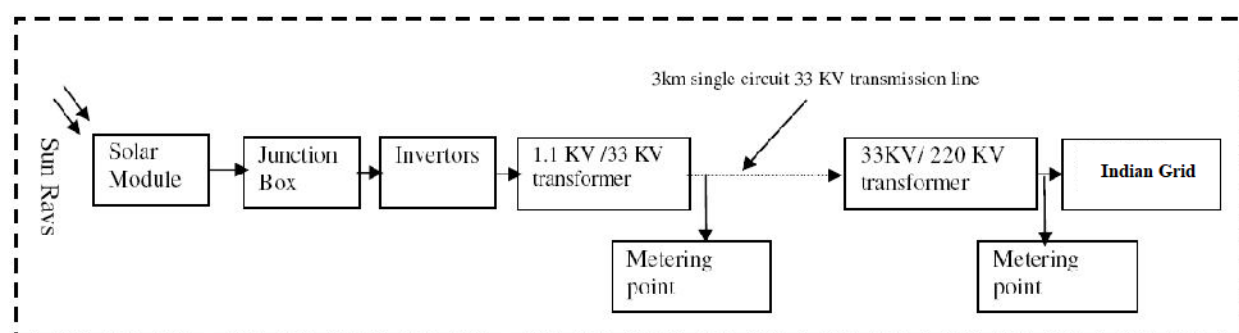 3km single circuit 33 KV transmission line
Sun Rays
Solar
Module
Junction
Box
Invertors
1.1 KV /33 KV
transformer
33KV/ 220 KV
transformer
Indian Grid
Metering
point
Metering
point